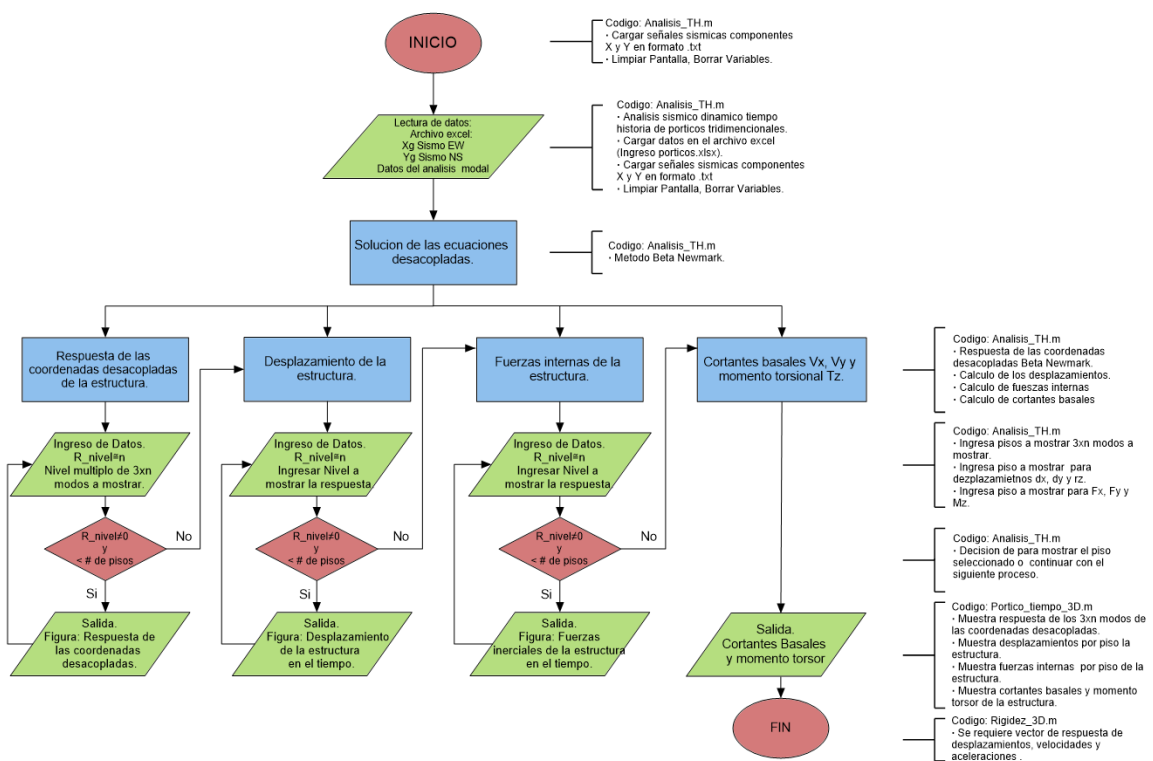 INICIO
Codigo: Analisis_TH.m
· Cargar señales sismicas componentes
X y Y en formato .txt
· Limpiar Pantalla, Borrar Variables.
Lectura de datos:
Archivo excel:
Xg Sismo EW
Yg Sismo NS
Datos del analisis modal
Codigo: Analisis_TH.m
· Analisis sismico dinamico tiempo
historia de porticos tridimencionales.
· Cargar datos en el archivo excel
(Ingreso porticos.xlsx).
· Cargar señales sismicas componentes
X y Y en formato .txt
· Limpiar Pantalla, Borrar Variables.
Solucion de las ecuaciones
desacopladas.
Codigo: Analisis_TH.m
· Metodo Beta Newmark.
Respuesta de las
coordenadas desacopladas
de la estructura.
Desplazamiento de la
estructura.
Fuerzas internas de la
estructura.
Cortantes basales Vx, Vy y
momento torsional Tz.
Codigo: Analisis_TH.m
· Respuesta de las coordenadas
desacopladas Beta Newmark.
· Calculo de los desplazamientos.
· Calculo de fueszas internas
· Calculo de cortantes basales
Ingreso de Datos.
R_nivel=n
Nivel multiplo de 3xn
modos a mostrar.
Ingreso de Datos.
R_nivel=n
Ingresar Nivel a
mostrar la respuesta
Ingreso de Datos.
R_nivel=n
Ingresar Nivel a
mostrar la respuesta
Codigo: Analisis_TH.m
· Ingresa pisos a mostrar 3xn modos a
mostrar.
· Ingresa piso a mostrar para
dezplazamietnos dx, dy y rz.
· Ingresa piso a mostrar para Fx, Fy y
Mz.
R_nivel≠0
y
< # de pisos
No
Si
R_nivel≠0
y
< # de pisos
No
Si
R_nivel≠0
y
< # de pisos
No
Si
Codigo: Analisis_TH.m
· Decision de para mostrar el piso
seleccionado o continuar con el
siguiente proceso.
Salida.
Figura: Respuesta de
las coordenadas
desacopladas.
Salida.
Figura: Desplazamiento
de la estructura
en el tiempo.
Salida.
Figura: Fuerzas
inerciales de la estructura
en el tiempo.
Salida.
Cortantes Basales
y momento torsor
Codigo: Portico_tiempo_3D.m
· Muestra respuesta de los 3xn modos de
las coordenadas desacopladas.
· Muestra desplazamientos por piso la
estructura.
· Muestra fuerzas internas por piso de la
estructura.
· Muestra cortantes basales y momento
torsor de la estructura.
FIN
Codigo: Rigidez_3D.m
· Se requiere vector de respuesta de
desplazamientos, velocidades y
aceleraciones .